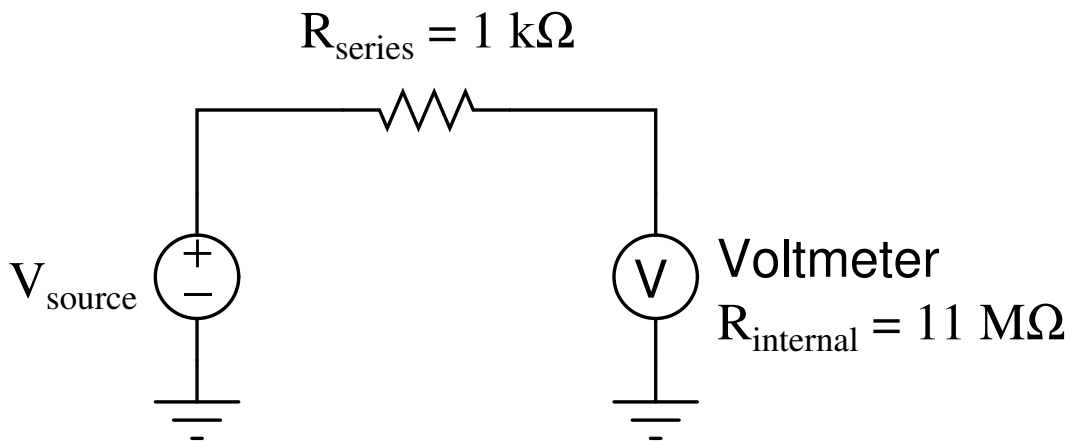 R_series = 1 kΩ
+
−
V_source
V
Voltmeter
R_internal = 11 MΩ